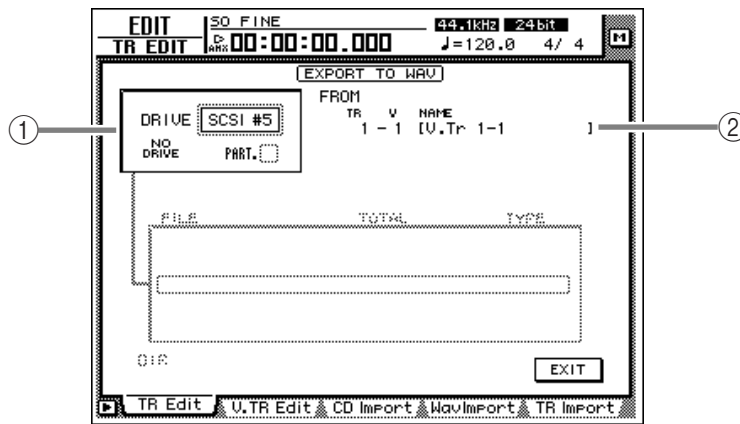 EDIT
TR EDIT
SO FINE
ABS 00:00:00.000
44.1kHz 24bit
♩=120.0 4/ 4
M
EXPORT TO WAV
1
DRIVE SCSI #5
NO DRIVE PART.
FROM
TR V NAME
1 - 1 [V.Tr 1-1 ]
2
FILE TOTAL TYPE
DIR
EXIT
TR Edit V.TR Edit CD Import WavImport TR Import